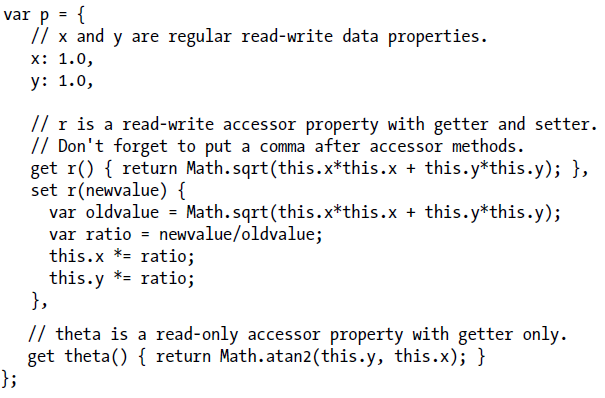 var p = {
// x and y are regular read-write data properties.
x: 1.0,
y: 1.0,
// r is a read-write accessor property with getter and setter.
// Don't forget to put a comma after accessor methods.
get r() { return Math.sqrt(this.x*this.x + this.y*this.y); },
set r(newvalue) {
var oldvalue = Math.sqrt(this.x*this.x + this.y*this.y);
var ratio = newvalue/oldvalue;
this.x *= ratio;
this.y *= ratio;
},
// theta is a read-only accessor property with getter only.
get theta() { return Math.atan2(this.y, this.x); }
};